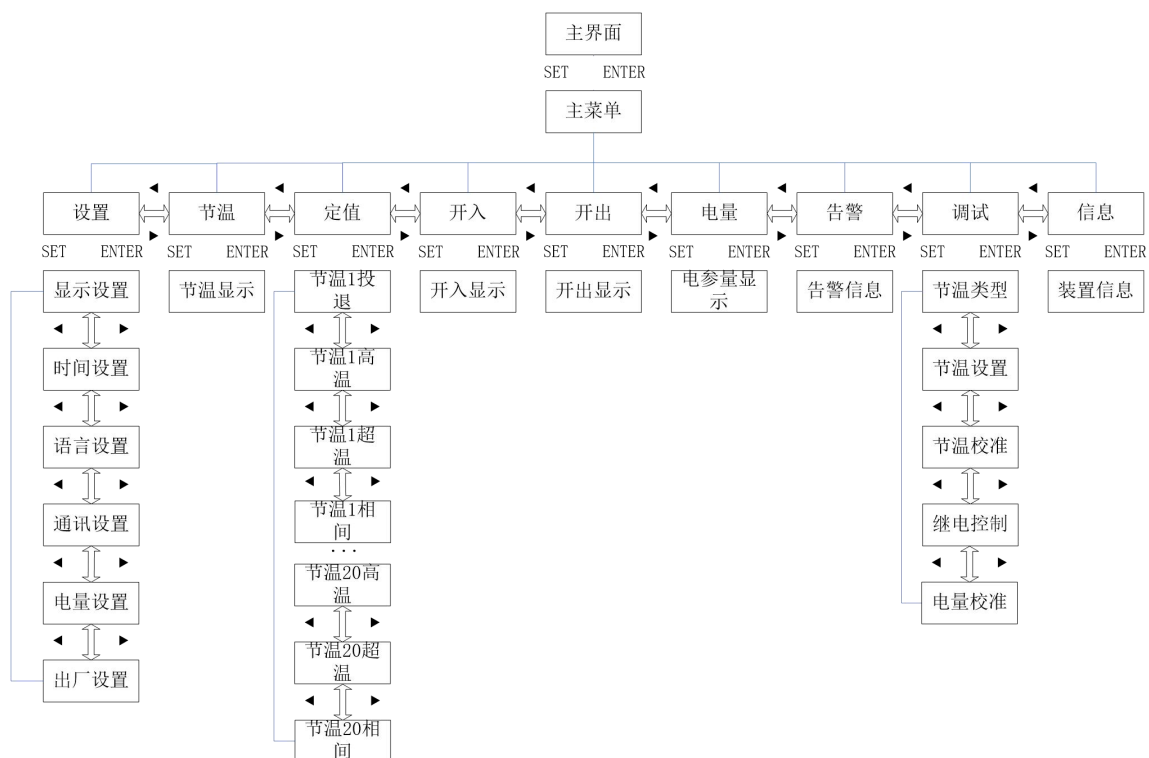 主界面
SET ENTER
主菜单
设置 节温 定值 开入 开出 电量 告警 调试 信息
SET ENTER SET ENTER SET ENTER SET ENTER SET ENTER SET ENTER SET ENTER SET ENTER SET ENTER
显示设置
时间设置
语言设置
通讯设置
电量设置
出厂设置
节温显示
节温1投
退
节温1高
温
节温1超
温
节温1相
间
...
节温20高
温
节温20超
温
节温20相
间
开入显示
开出显示
电参量显
示
告警信息
节温类型
节温设置
节温校准
继电控制
电量校准
装置信息